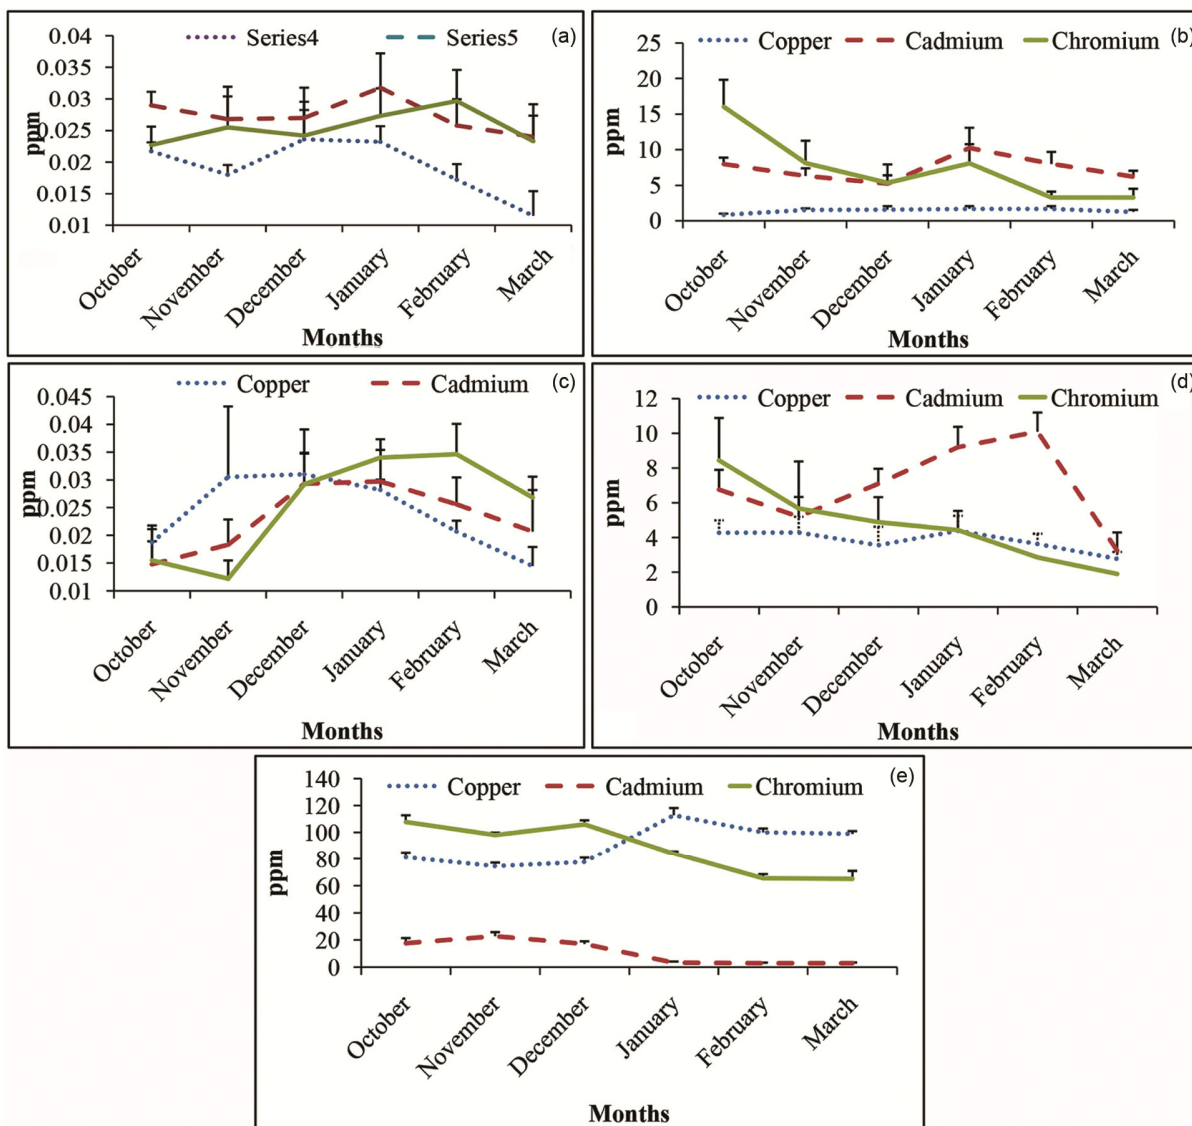 Series4 Series5 (a)
0.04
0.035
0.03
0.025
0.02
0.015
0.01
ppm
October November December January February March
Months
Copper Cadmium Chromium (b)
25
20
15
10
5
0
ppm
October November December January February March
Months
Copper Cadmium (c)
0.045
0.04
0.035
0.03
0.025
0.02
0.015
0.01
ppm
October November December January February March
Months
Copper Cadmium Chromium (d)
12
10
8
6
4
2
0
ppm
October November December January February March
Months
Copper Cadmium Chromium (e)
140
120
100
80
60
40
20
0
ppm
October November December January February March
Months